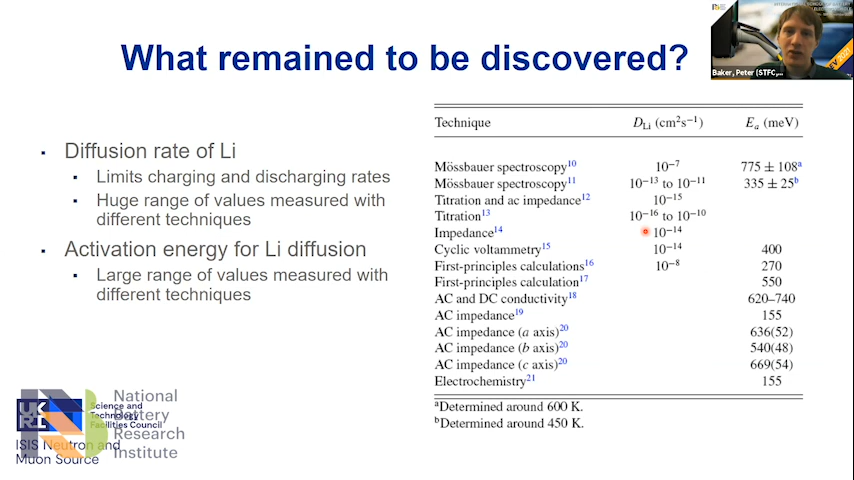 What remained to be discovered?
Baker, Peter (STFC,
EV 2021
▪ Diffusion rate of Li
▪ Limits charging and discharging rates
▪ Huge range of values measured with
different techniques
▪ Activation energy for Li diffusion
▪ Large range of values measured with
different techniques
Technique D_Li (cm²s⁻¹) E_a (meV)
Mössbauer spectroscopy¹⁰ 10⁻⁷ 775 ± 108ᵃ
Mössbauer spectroscopy¹¹ 10⁻¹³ to 10⁻¹¹ 335 ± 25ᵇ
Titration and ac impedance¹² 10⁻¹⁵
Titration¹³ 10⁻¹⁶ to 10⁻¹⁰
Impedance¹⁴ 10⁻¹⁴
Cyclic voltammetry¹⁵ 10⁻¹⁴ 400
First-principles calculations¹⁶ 10⁻⁸ 270
First-principles calculation¹⁷ 550
AC and DC conductivity¹⁸ 620–740
AC impedance¹⁹ 155
AC impedance (a axis)²⁰ 636(52)
AC impedance (b axis)²⁰ 540(48)
AC impedance (c axis)²⁰ 669(54)
Electrochemistry²¹ 155
ᵃDetermined around 600 K.
ᵇDetermined around 450 K.
UKRI
Science and
Technology
Facilities Council
ISIS Neutron and
Muon Source
National
Battery
Research
Institute